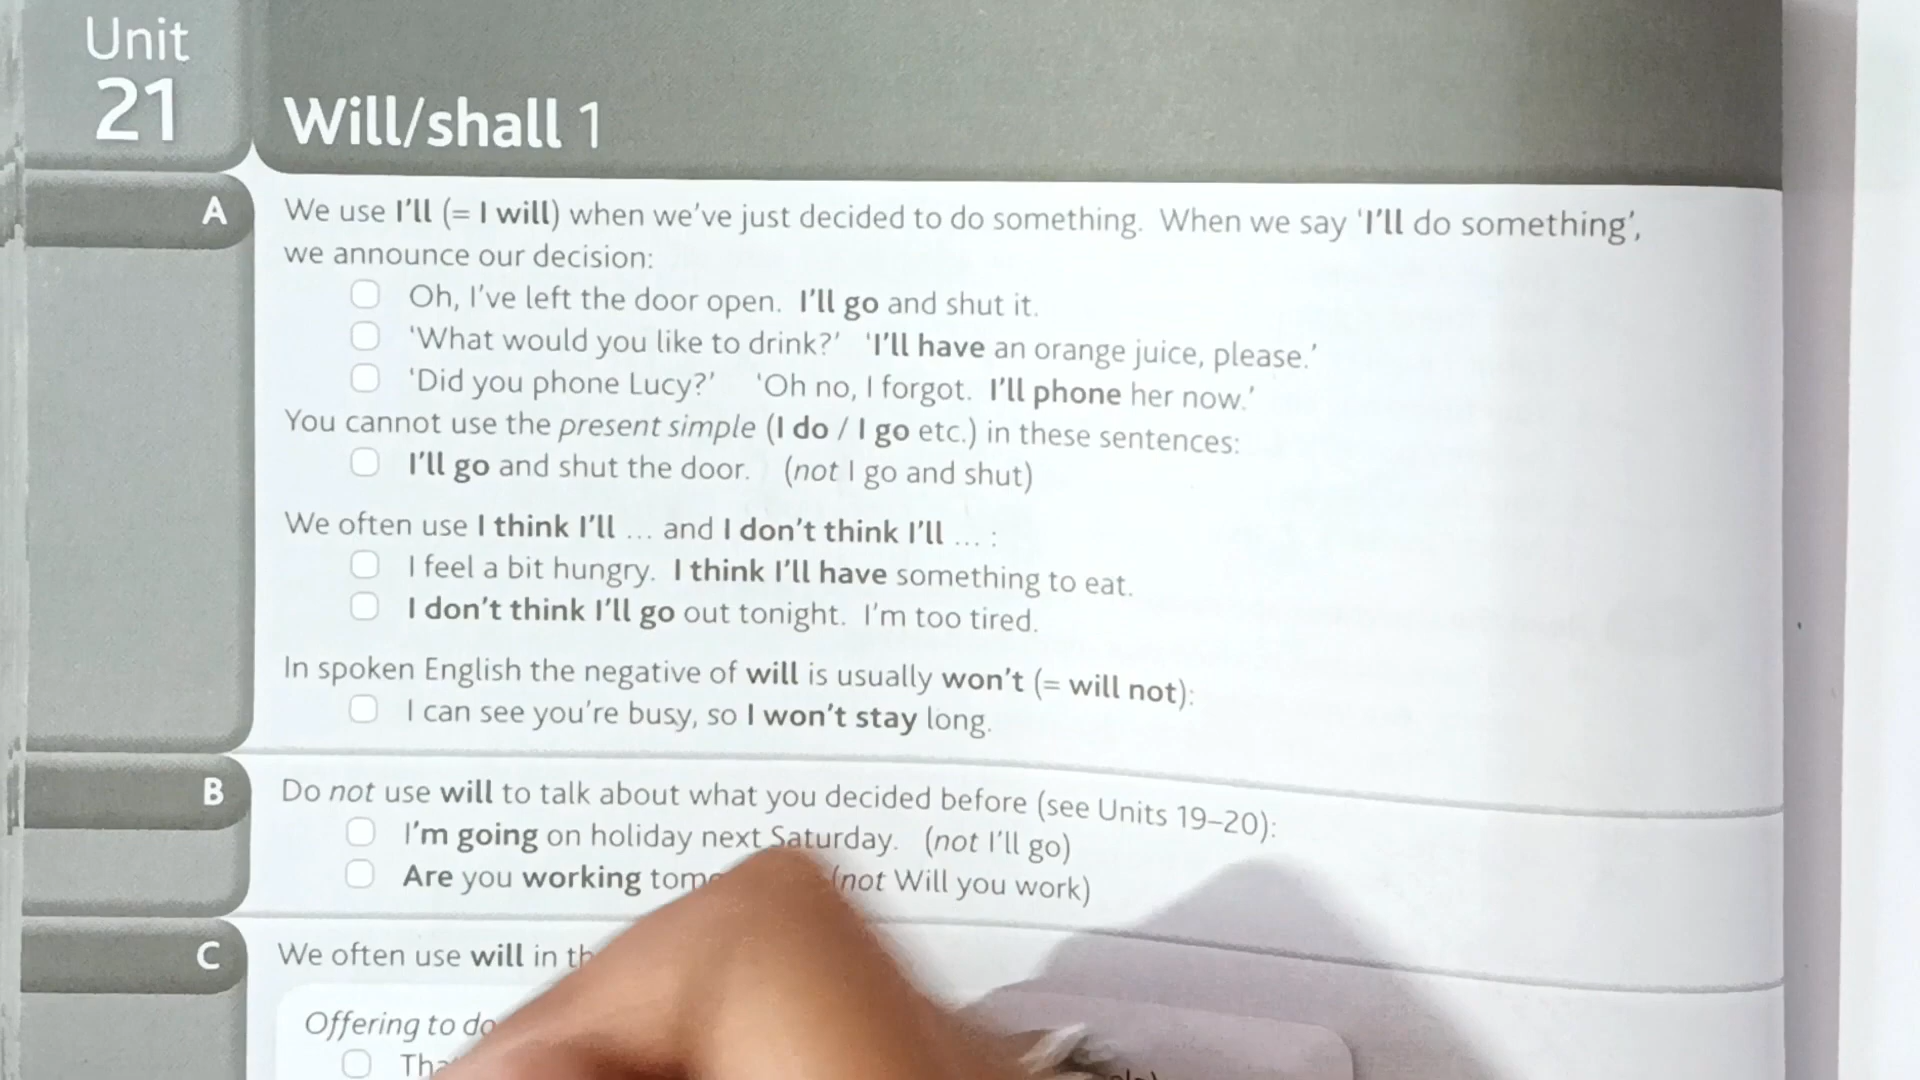 Unit
21
Will/shall 1
A
We use I'll (= I will) when we've just decided to do something. When we say 'I'll do something',
we announce our decision:
Oh, I've left the door open. I'll go and shut it.
'What would you like to drink?' 'I'll have an orange juice, please.'
'Did you phone Lucy?' 'Oh no, I forgot. I'll phone her now.'
You cannot use the present simple (I do / I go etc.) in these sentences:
I'll go and shut the door. (not I go and shut)
We often use I think I'll ... and I don't think I'll ... :
I feel a bit hungry. I think I'll have something to eat.
I don't think I'll go out tonight. I'm too tired.
In spoken English the negative of will is usually won't (= will not):
I can see you're busy, so I won't stay long.
B
Do not use will to talk about what you decided before (see Units 19–20):
I'm going on holiday next Saturday. (not I'll go)
Are you working (not Will you work)
C
We often use will in
Offering to